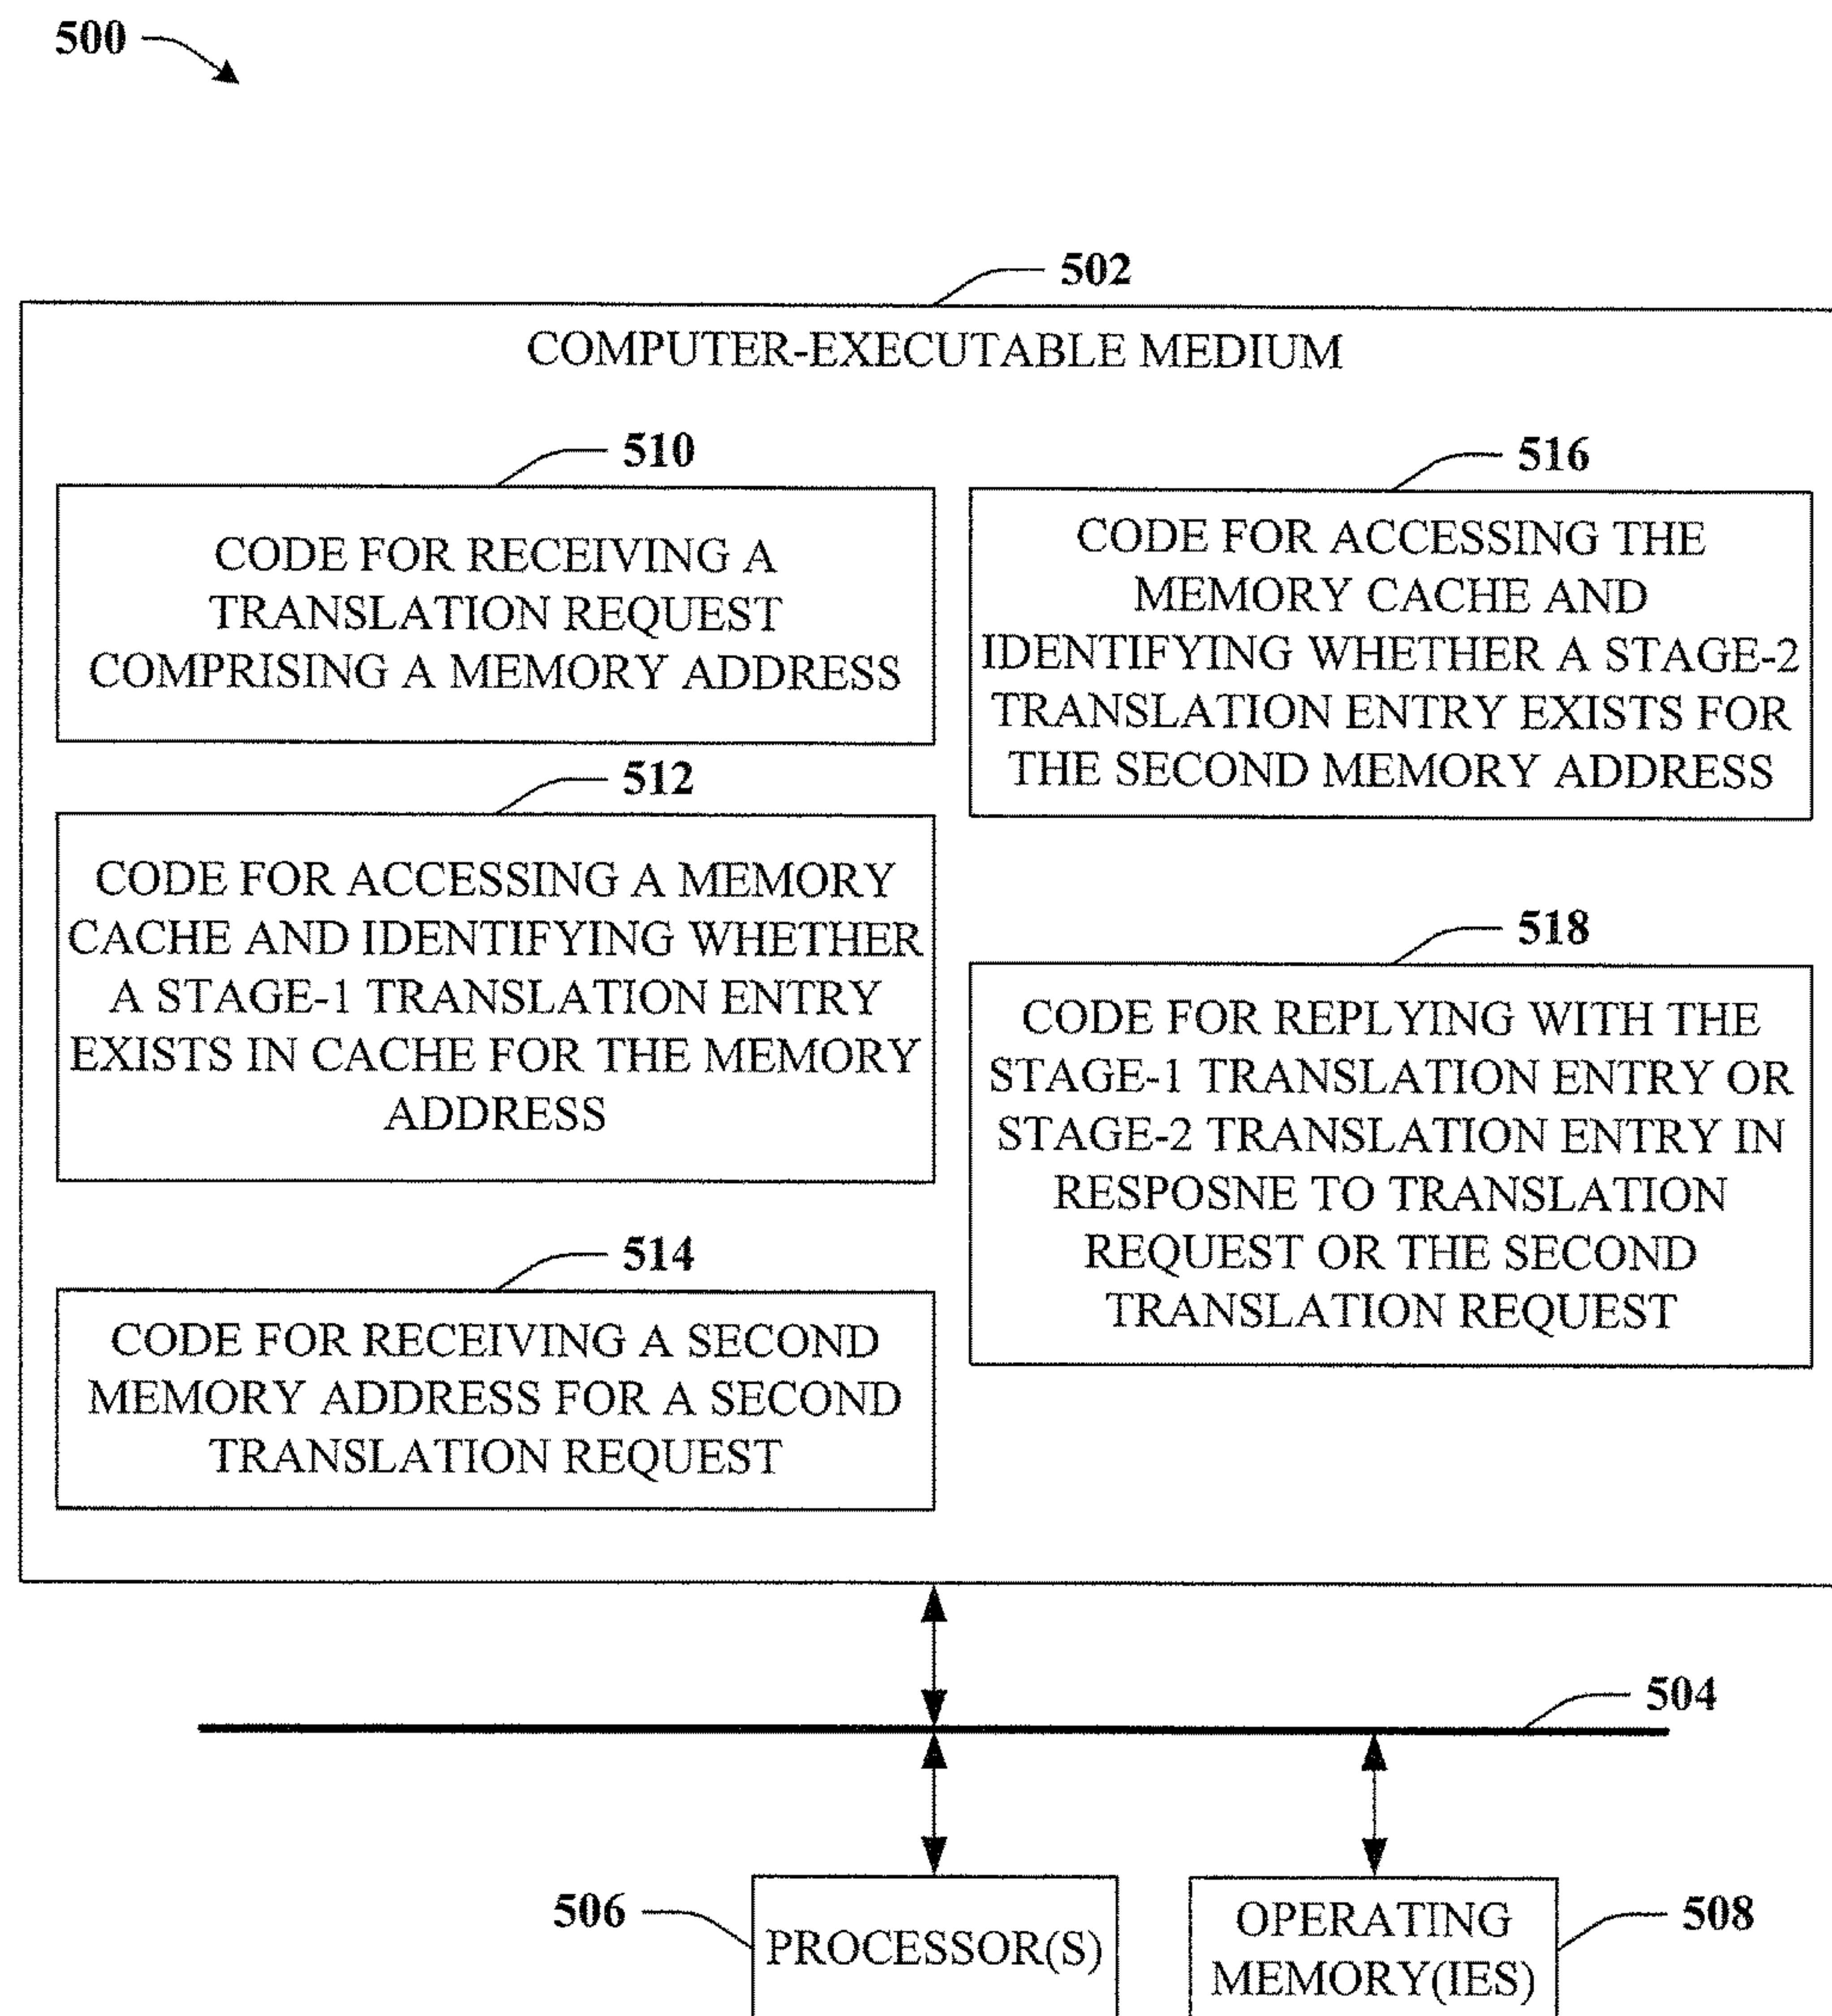 500
502
COMPUTER-EXECUTABLE MEDIUM
510
CODE FOR RECEIVING A
TRANSLATION REQUEST
COMPRISING A MEMORY ADDRESS
512
CODE FOR ACCESSING A MEMORY
CACHE AND IDENTIFYING WHETHER
A STAGE-1 TRANSLATION ENTRY
EXISTS IN CACHE FOR THE MEMORY
ADDRESS
514
CODE FOR RECEIVING A SECOND
MEMORY ADDRESS FOR A SECOND
TRANSLATION REQUEST
516
CODE FOR ACCESSING THE
MEMORY CACHE AND
IDENTIFYING WHETHER A STAGE-2
TRANSLATION ENTRY EXISTS FOR
THE SECOND MEMORY ADDRESS
518
CODE FOR REPLYING WITH THE
STAGE-1 TRANSLATION ENTRY OR
STAGE-2 TRANSLATION ENTRY IN
RESPOSNE TO TRANSLATION
REQUEST OR THE SECOND
TRANSLATION REQUEST
504
506
PROCESSOR(S)
OPERATING
MEMORY(IES)
508